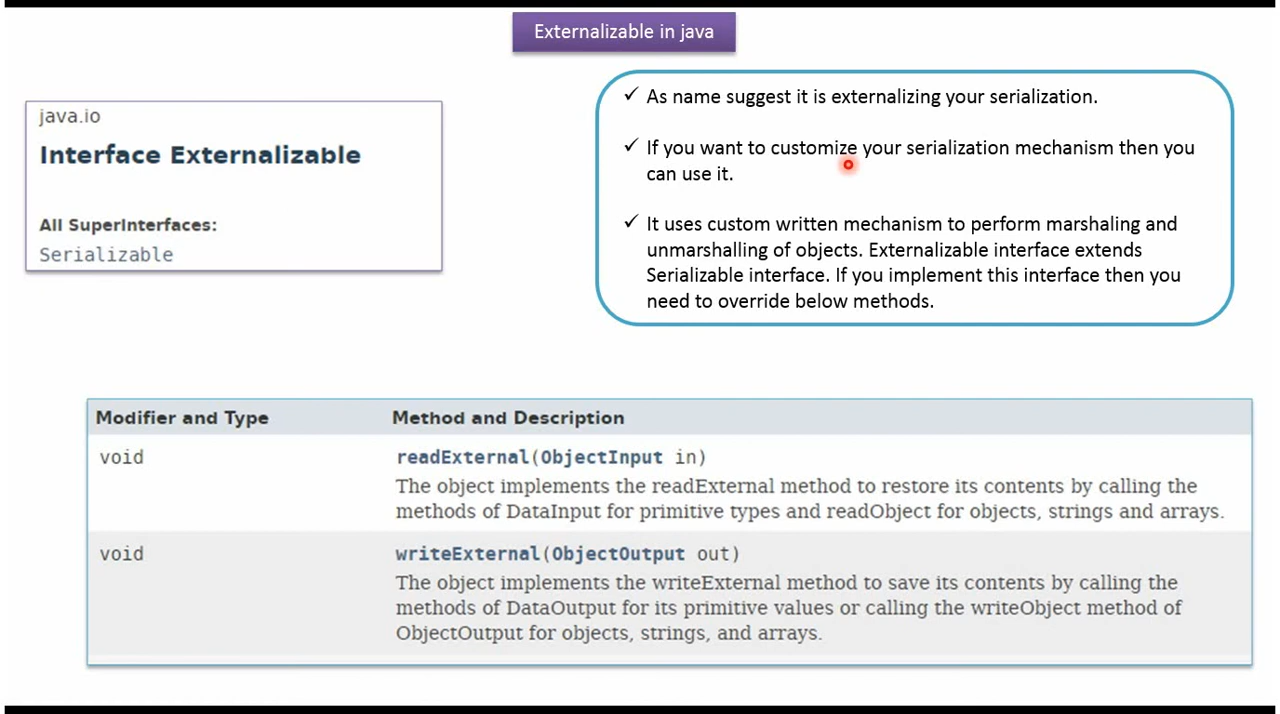 Externalizable in java
java.io
Interface Externalizable
All SuperInterfaces:
Serializable
✓ As name suggest it is externalizing your serialization.
✓ If you want to customize your serialization mechanism then you
can use it.
✓ It uses custom written mechanism to perform marshaling and
unmarshalling of objects. Externalizable interface extends
Serializable interface. If you implement this interface then you
need to override below methods.
Modifier and Type Method and Description
void readExternal(ObjectInput in)
The object implements the readExternal method to restore its contents by calling the
methods of DataInput for primitive types and readObject for objects, strings and arrays.
void writeExternal(ObjectOutput out)
The object implements the writeExternal method to save its contents by calling the
methods of DataOutput for its primitive values or calling the writeObject method of
ObjectOutput for objects, strings, and arrays.